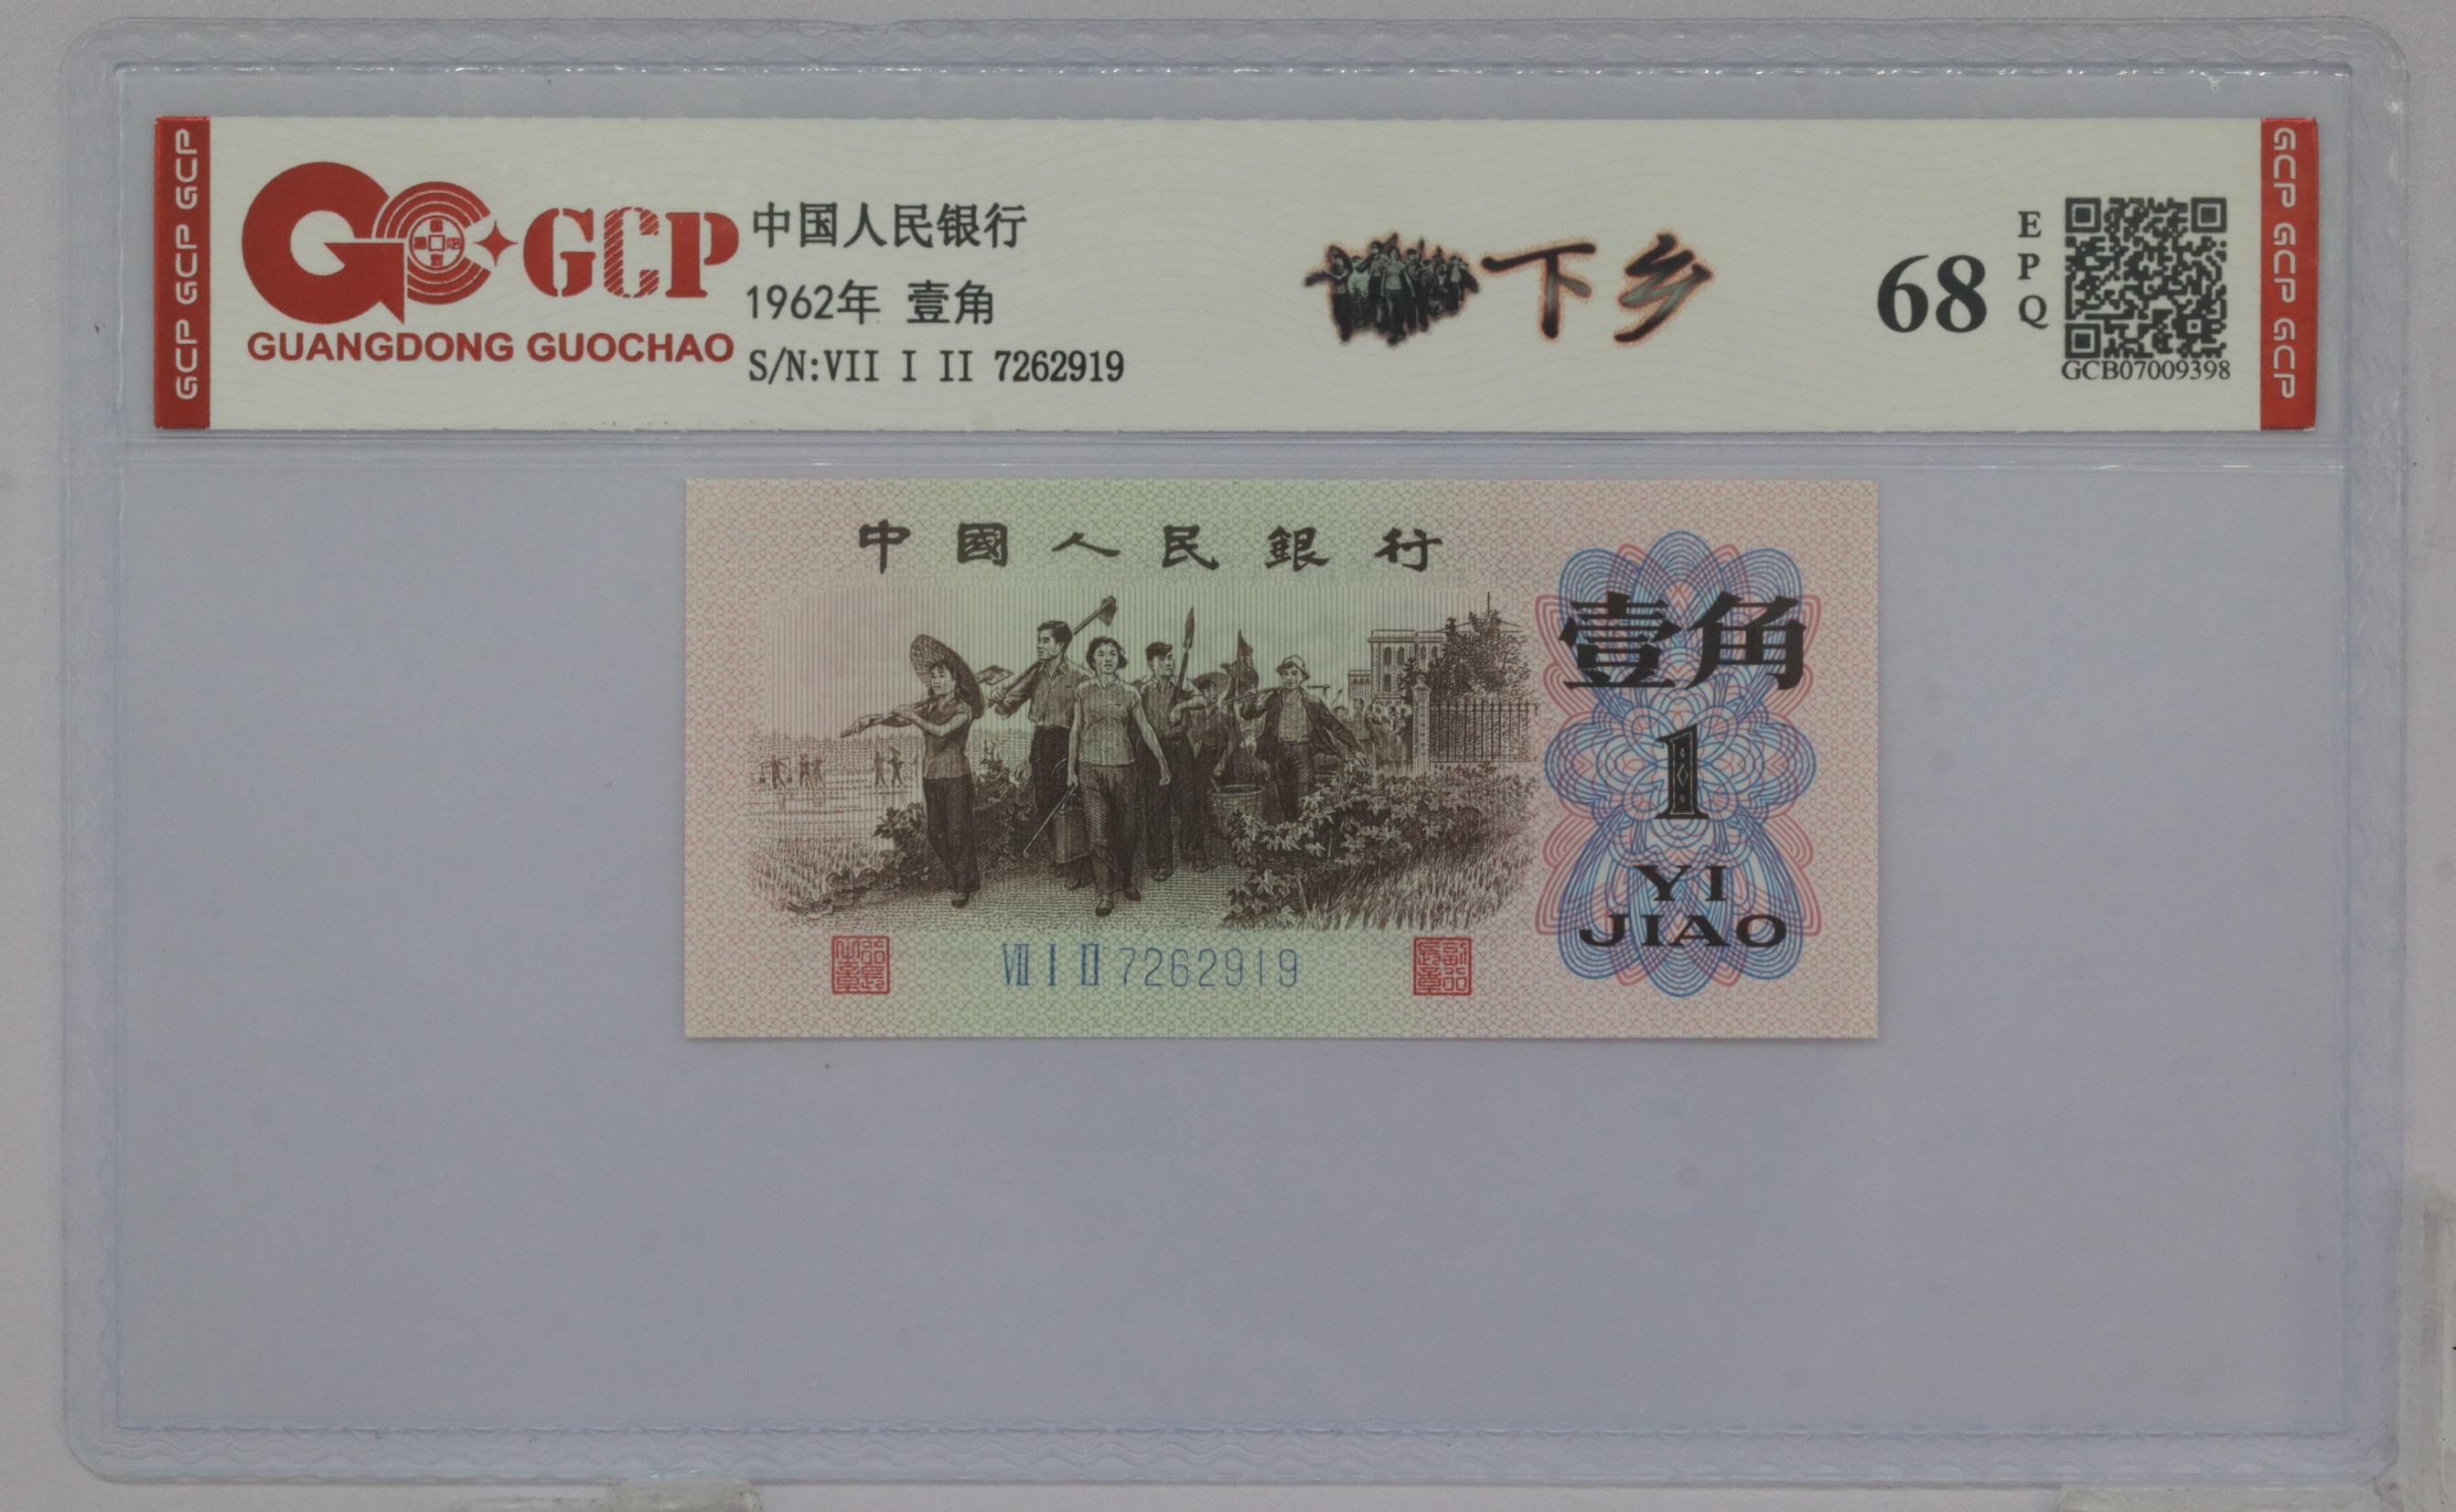 GCP GCP GCP
GCP
GUANGDONG GUOCHAO
中国人民银行
1962年 壹角
S/N:VII I II 7262919
下乡
68
EPQ
GCB07009398
GCP GCP GCP
中國人民銀行
壹角
1
YI
JIAO
VII I II 7262919